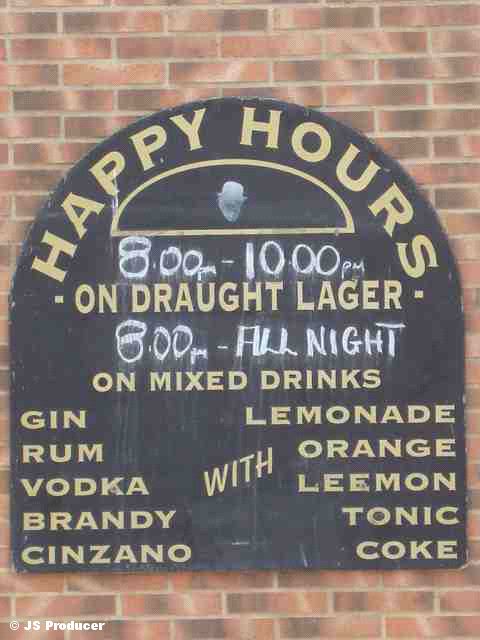 HAPPY HOURS
8.00pm - 10.00pm
- ON DRAUGHT LAGER -
8.00pm - ALL NIGHT
ON MIXED DRINKS
GIN
RUM
VODKA
BRANDY
CINZANO
WITH
LEMONADE
ORANGE
LEEMON
TONIC
COKE
© JS Producer